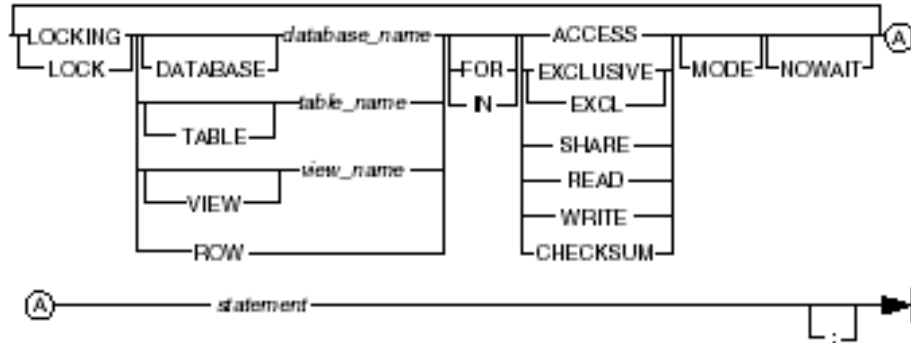 LOCKING database_name ACCESS A
LOCK DATABASE FOR EXCLUSIVE MODE NOWAIT
IN EXCL
table_name
TABLE SHARE
view_name READ
VIEW WRITE
ROW CHECKSUM
A statement
;